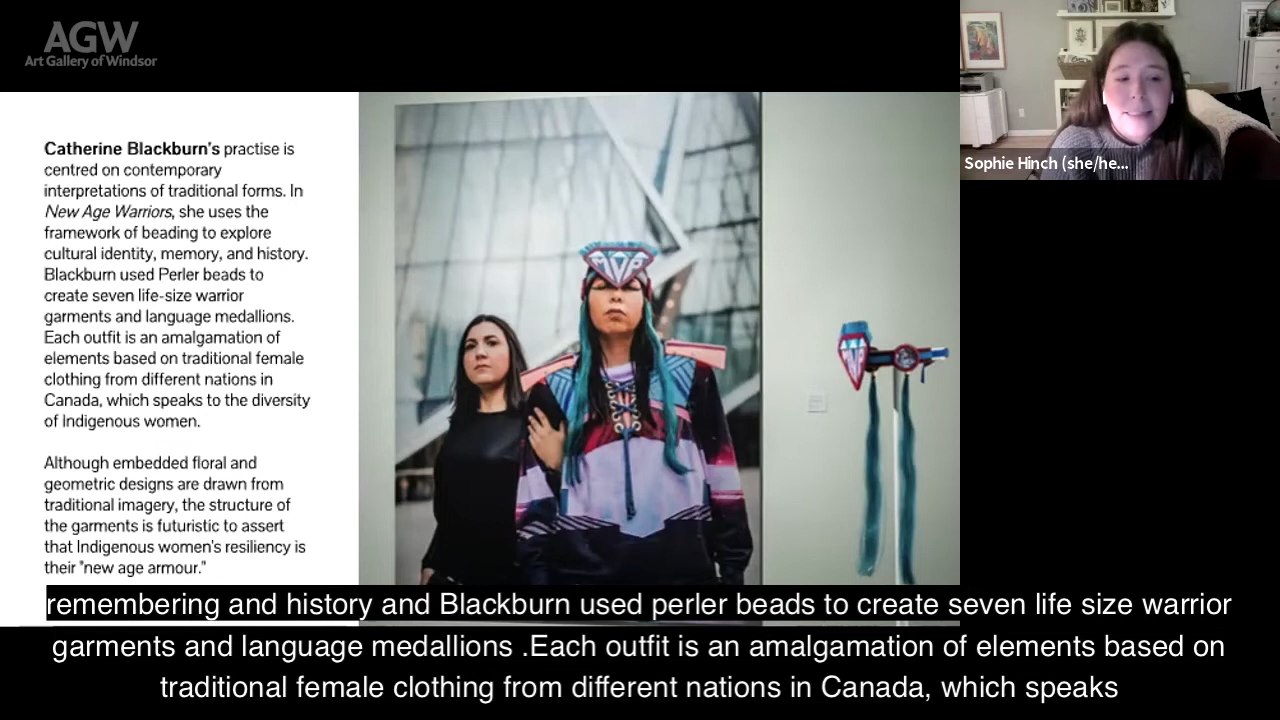 AGW
Art Gallery of Windsor
Sophie Hinch (she/he...
Catherine Blackburn's practise is
centred on contemporary
interpretations of traditional forms. In
New Age Warriors, she uses the
framework of beading to explore
cultural identity, memory, and history.
Blackburn used Perler beads to
create seven life-size warrior
garments and language medallions.
Each outfit is an amalgamation of
elements based on traditional female
clothing from different nations in
Canada, which speaks to the diversity
of Indigenous women.
Although embedded floral and
geometric designs are drawn from
traditional imagery, the structure of
the garments is futuristic to assert
that Indigenous women's resiliency is
their "new age armour."
remembering and history and Blackburn used perler beads to create seven life size warrior
garments and language medallions .Each outfit is an amalgamation of elements based on
traditional female clothing from different nations in Canada, which speaks